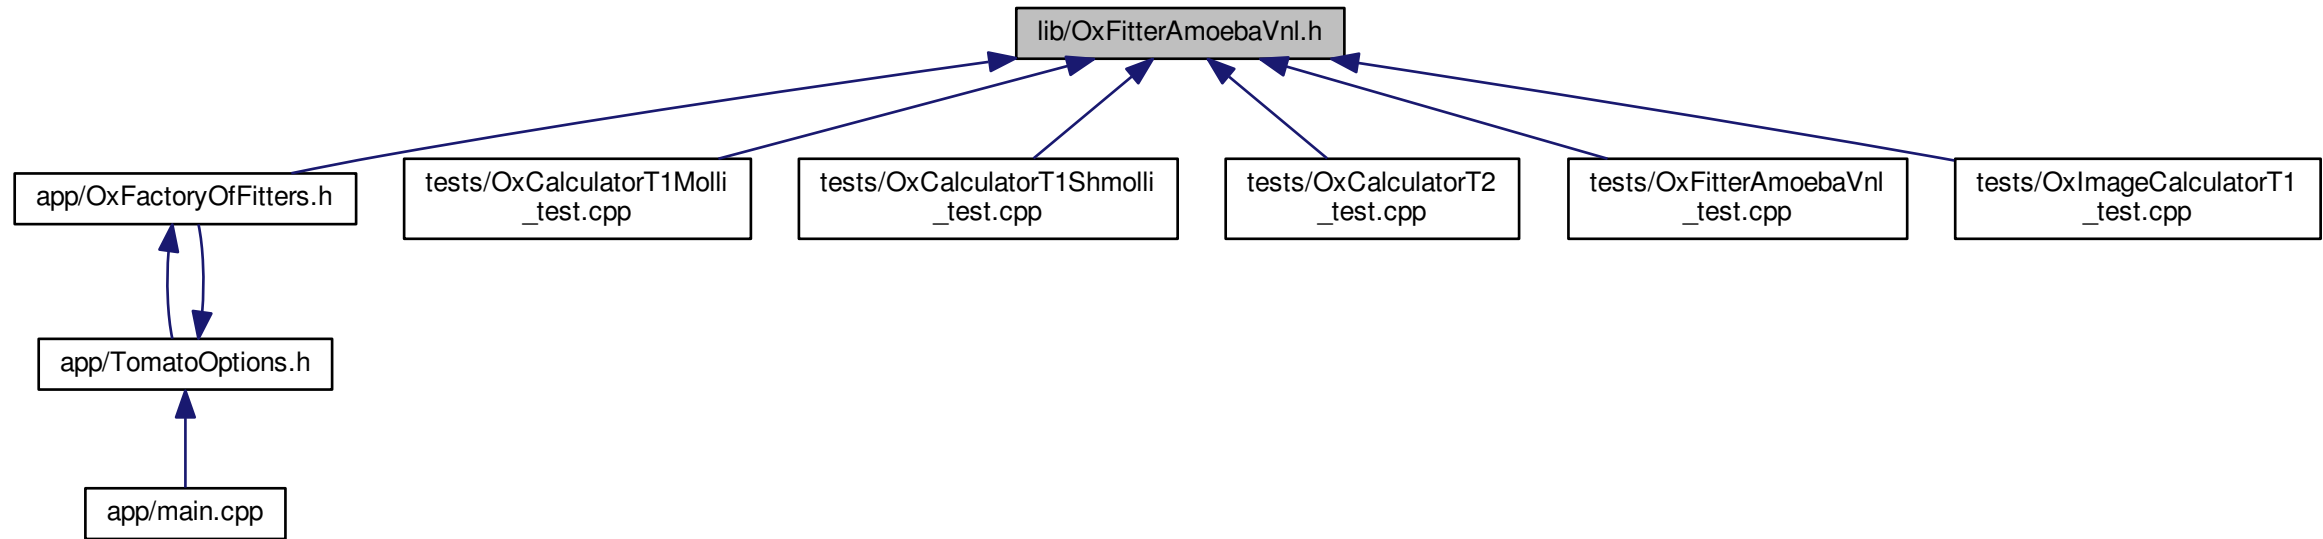 lib/OxFitterAmoebaVnl.h
app/OxFactoryOfFitters.h
tests/OxCalculatorT1Molli
_test.cpp
tests/OxCalculatorT1Shmolli
_test.cpp
tests/OxCalculatorT2
_test.cpp
tests/OxFitterAmoebaVnl
_test.cpp
tests/OxImageCalculatorT1
_test.cpp
app/TomatoOptions.h
app/main.cpp